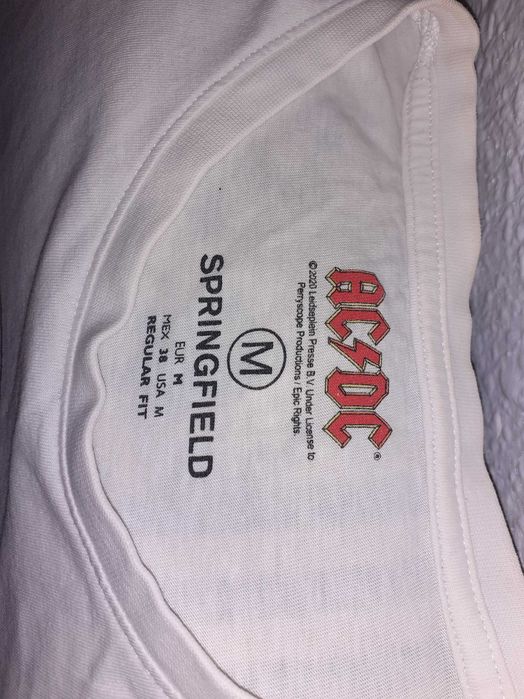 AC⚡DC®
©2020 Leidseplein Presse B.V. Under License to
Perryscope Productions / Epic Rights.
M
SPRINGFIELD
EUR M
MEX 38 USA M
REGULAR FIT